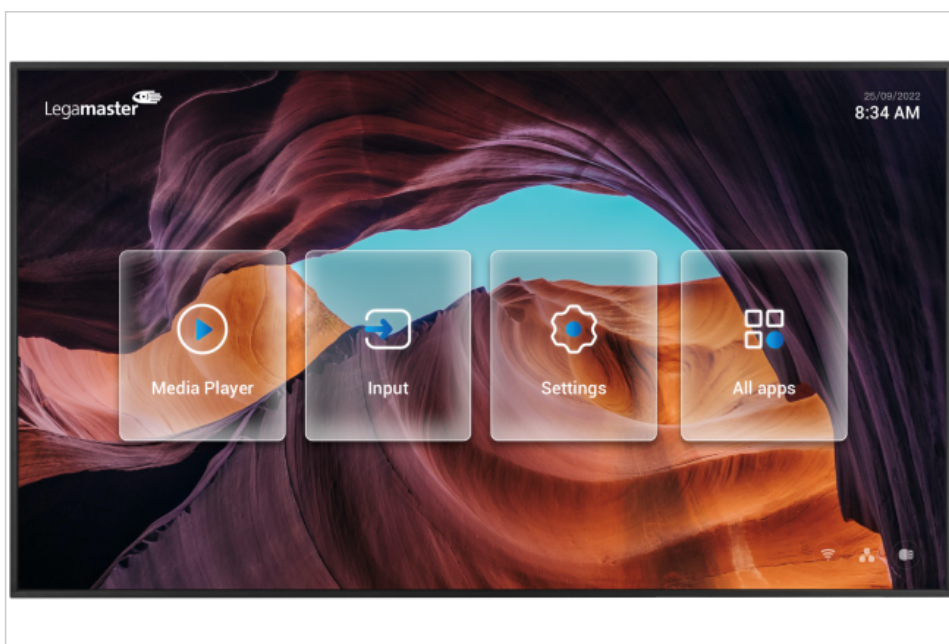 Legamaster
25/09/2022
8:34 AM
Media Player
Input
Settings
All apps